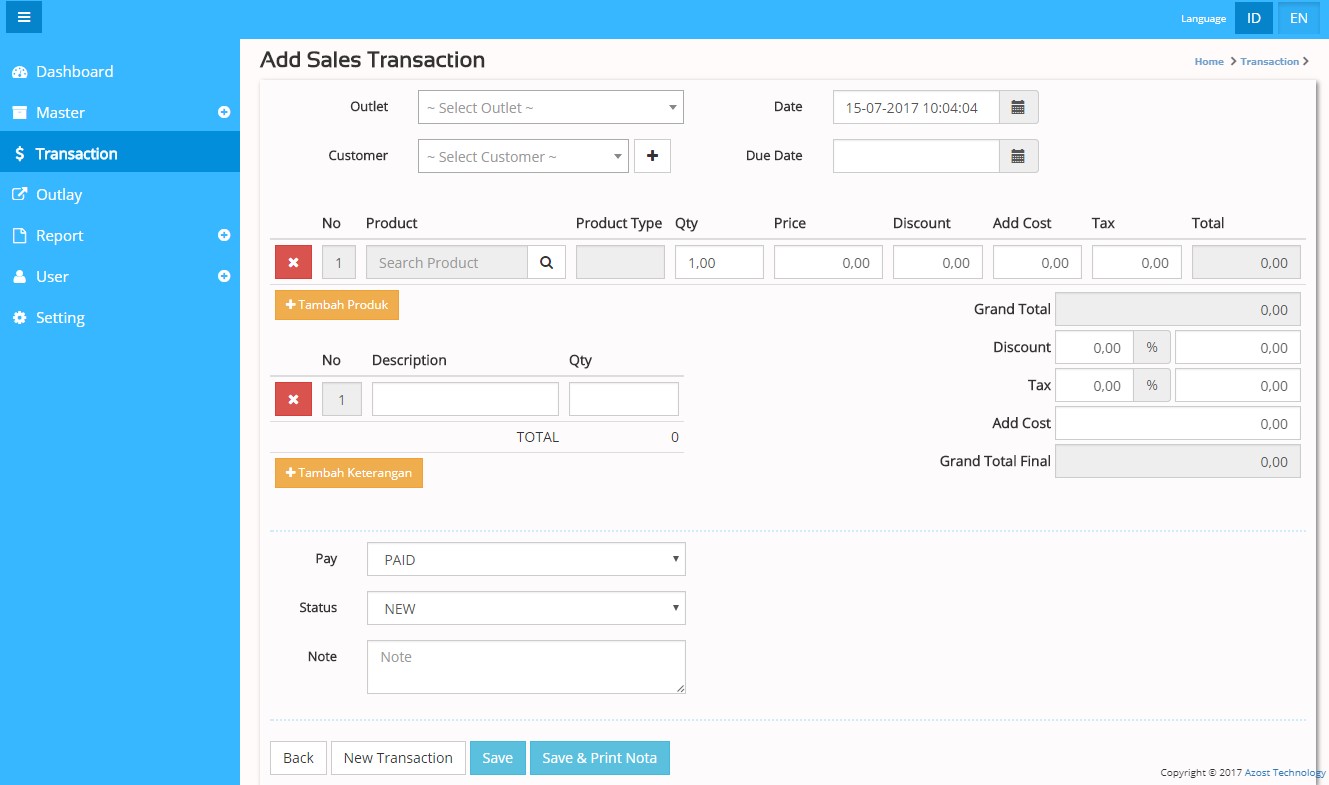 Language ID EN
Dashboard
Master
Transaction
Outlay
Report
User
Setting
Add Sales Transaction
Home Transaction
Outlet ~ Select Outlet ~ Date 15-07-2017 10:04:04
Customer ~ Select Customer ~ Due Date
No Product Product Type Qty Price Discount Add Cost Tax Total
1 Search Product 1,00 0,00 0,00 0,00 0,00 0,00
Tambah Produk
Grand Total 0,00
Discount 0,00 % 0,00
Tax 0,00 % 0,00
Add Cost 0,00
Grand Total Final 0,00
No Description Qty
1
TOTAL 0
Tambah Keterangan
Pay PAID
Status NEW
Note Note
Back New Transaction Save Save & Print Nota
Copyright © 2017 Azost Technology